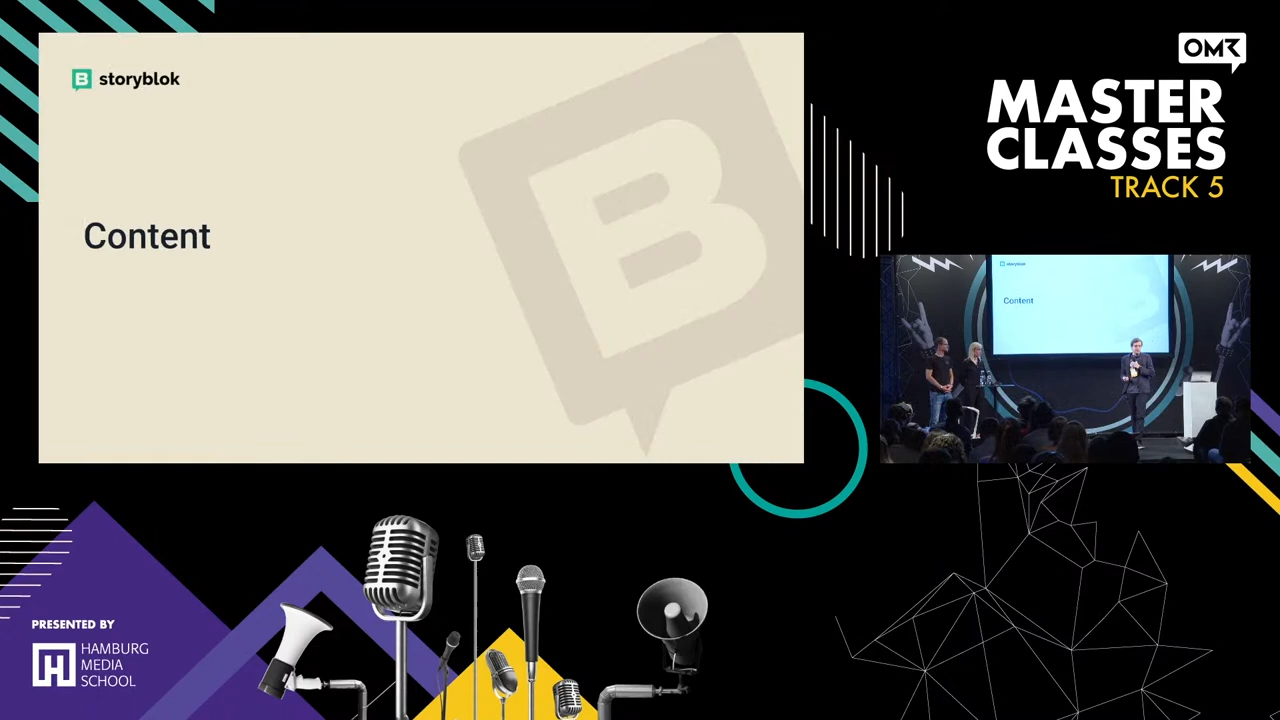 storyblok
Content
OMR
MASTER
CLASSES
TRACK 5
storyblok
Content
PRESENTED BY
HAMBURG
MEDIA
SCHOOL